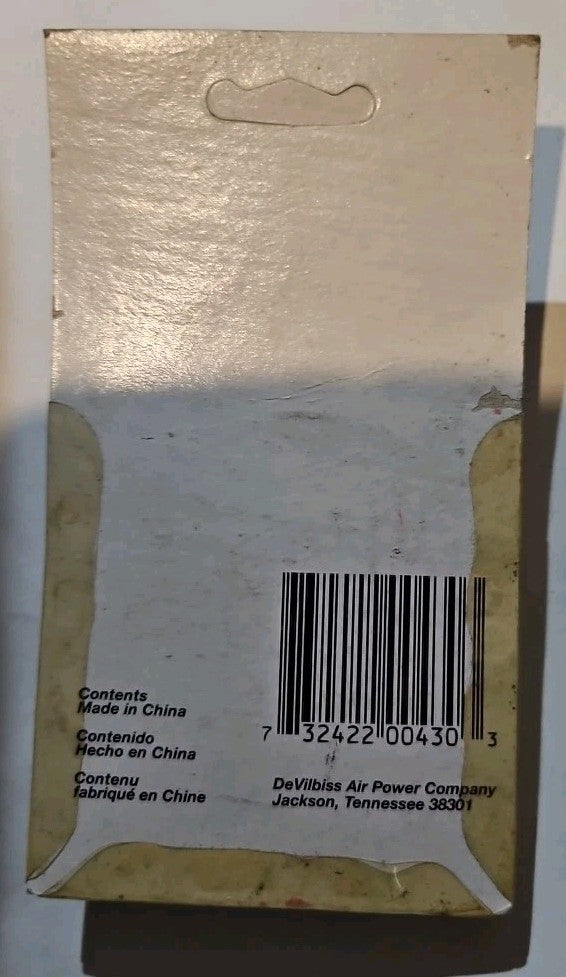 Contents
Made in China
Contenido
Hecho en China
Contenu
fabriqué en Chine
7 32422 00430 3
DeVilbiss Air Power Company
Jackson, Tennessee 38301